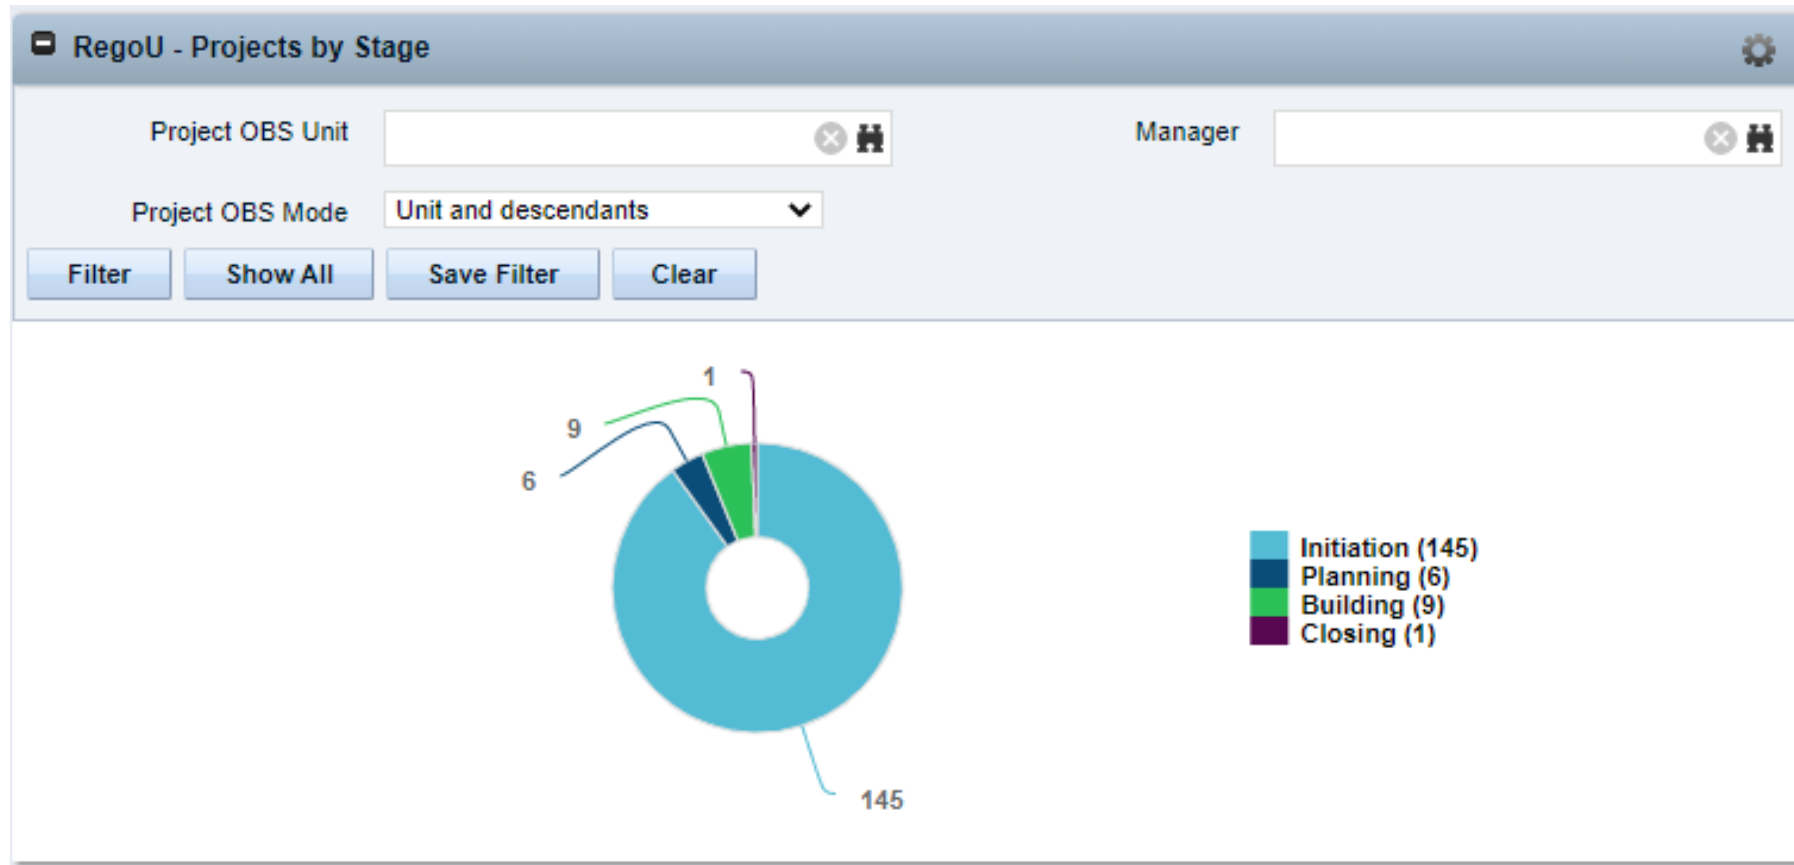 RegoU - Projects by Stage
Project OBS Unit
Manager
Project OBS Mode
Unit and descendants
Filter
Show All
Save Filter
Clear
1
9
6
145
Initiation (145)
Planning (6)
Building (9)
Closing (1)